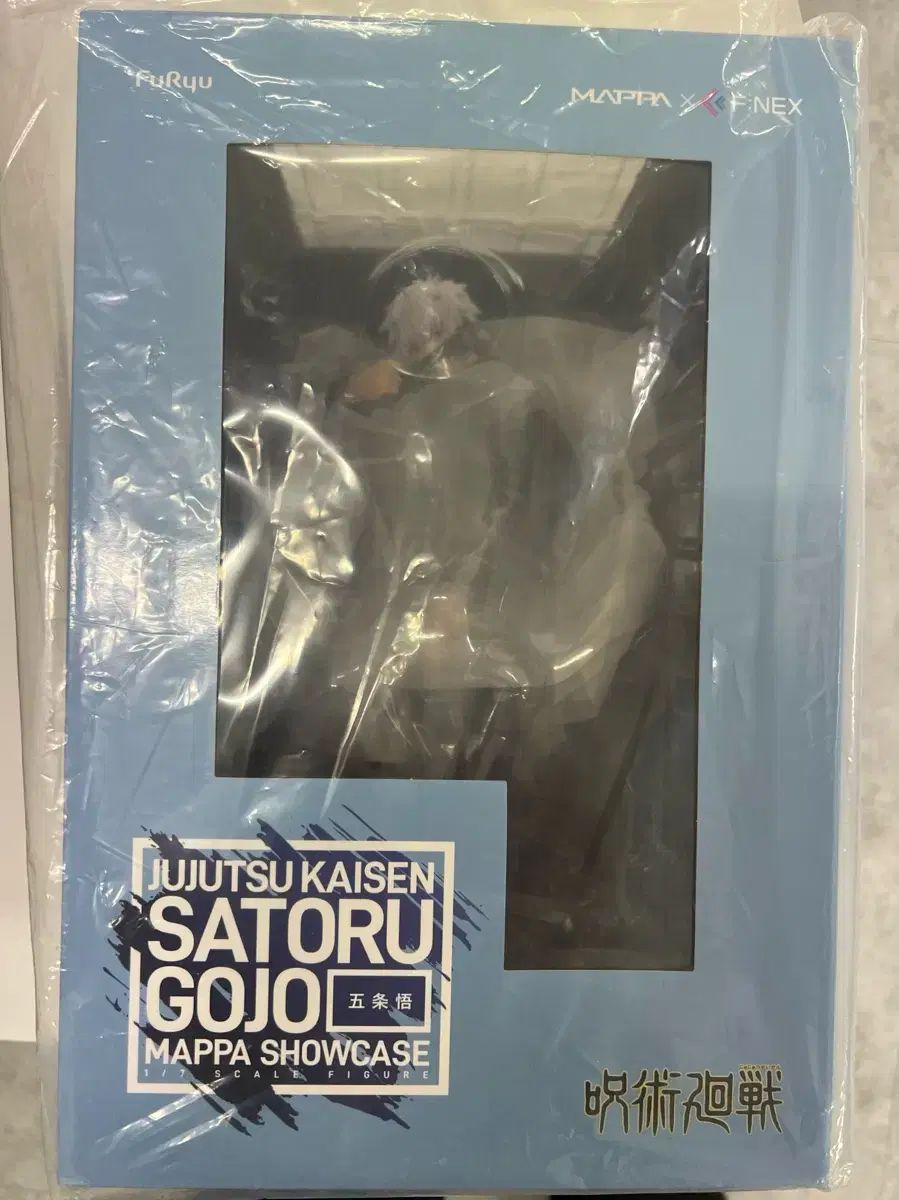 FuRyu
MAPPA × F:NEX
JUJUTSU KAISEN
SATORU
GOJO
五条悟
MAPPA SHOWCASE
1/7 SCALE FIGURE
呪術廻戦